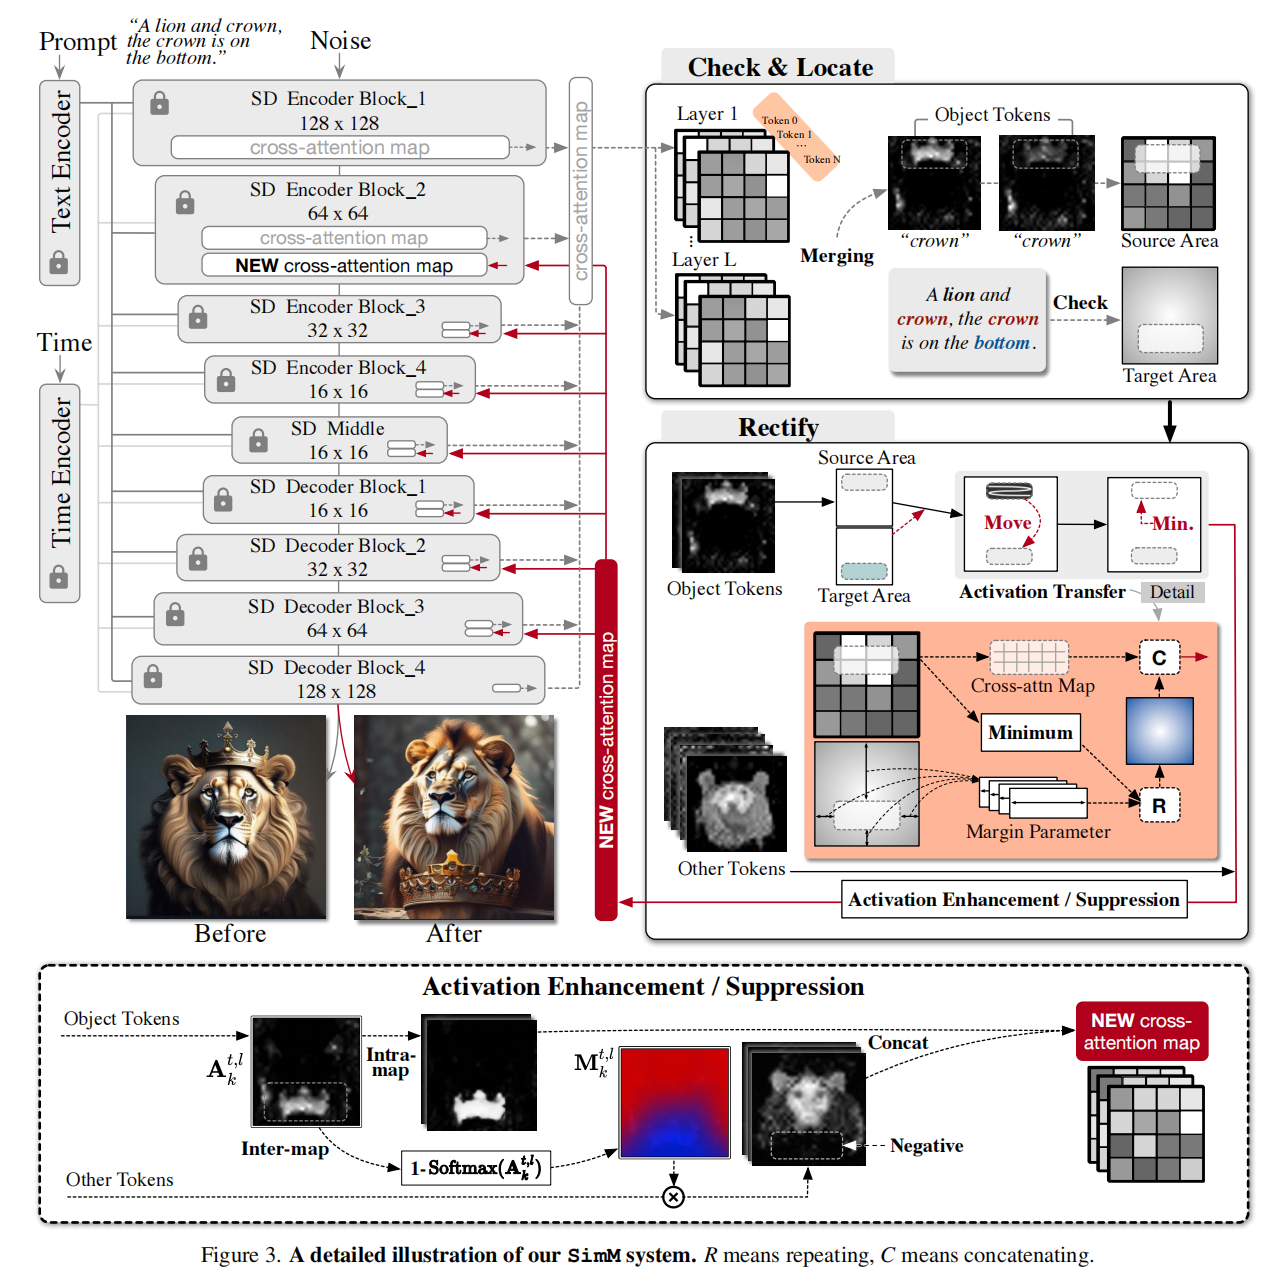 Prompt
“A lion and crown,
the crown is on
the bottom.”
Noise
Text Encoder
Time
Time Encoder
SD Encoder Block_1
128 x 128
cross-attention map
SD Encoder Block_2
64 x 64
cross-attention map
NEW cross-attention map
SD Encoder Block_3
32 x 32
SD Encoder Block_4
16 x 16
SD Middle
16 x 16
SD Decoder Block_1
16 x 16
SD Decoder Block_2
32 x 32
SD Decoder Block_3
64 x 64
SD Decoder Block_4
128 x 128
cross-attention map
NEW cross-attention map
Before
After
Check & Locate
Layer 1
Token 0
Token 1
...
Token N
⋮
Layer L
Merging
Object Tokens
“crown”
“crown”
Source Area
A lion and
crown, the crown
is on the bottom.
Check
Target Area
Rectify
Object Tokens
Source Area
Target Area
Move
Min.
Activation Transfer
Detail
Cross-attn Map
C
Minimum
R
Margin Parameter
Other Tokens
Activation Enhancement / Suppression
Activation Enhancement / Suppression
Object Tokens
A_k^{t,l}
Intra-
map
Inter-map
1-Softmax(A_k^{t,l})
M_k^{t,l}
Other Tokens
Concat
Negative
NEW cross-
attention map
Figure 3. A detailed illustration of our SimM system. R means repeating, C means concatenating.